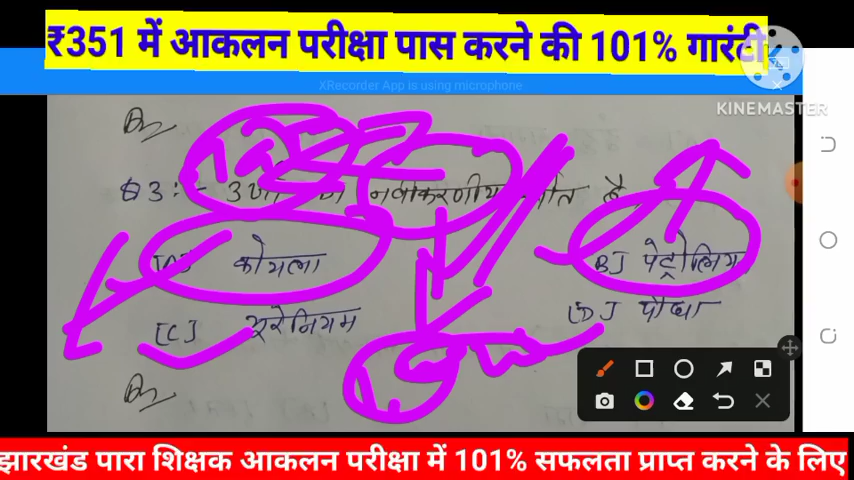 ₹351 में आकलन परीक्षा पास करने की 101% गारंटी
XRecorder App is using microphone
KINEMASTER
3:-
[A] कोयला
B] पेट्रोलियम
[C] यूरेनियम
[D] पौधा
झारखंड पारा शिक्षक आकलन परीक्षा में 101% सफलता प्राप्त करने के लिए